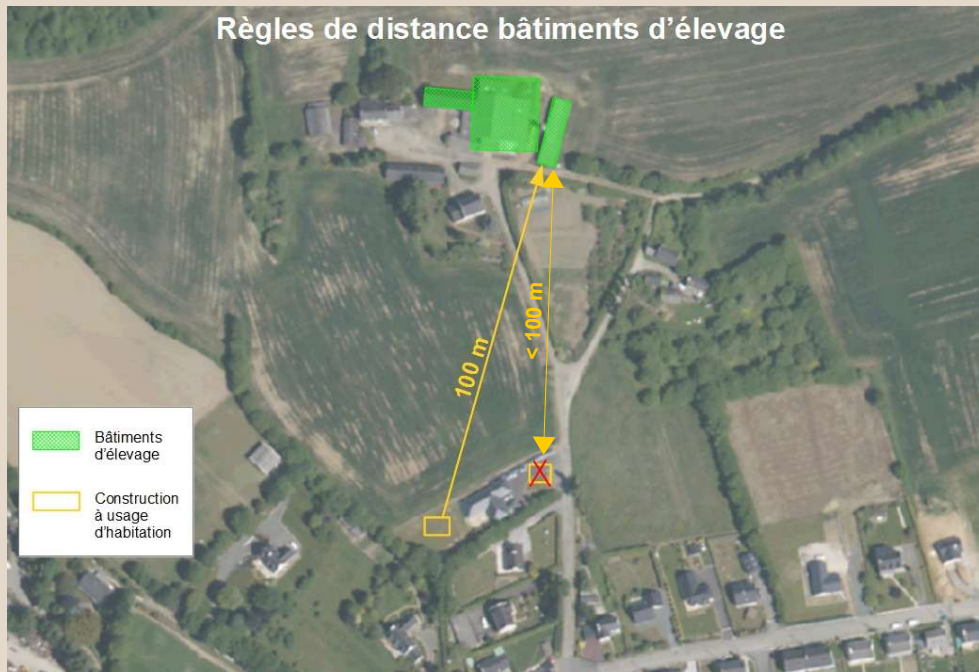 Règles de distance bâtiments d'élevage
100 m
< 100 m
Bâtiments
d'élevage
Construction
à usage
d'habitation